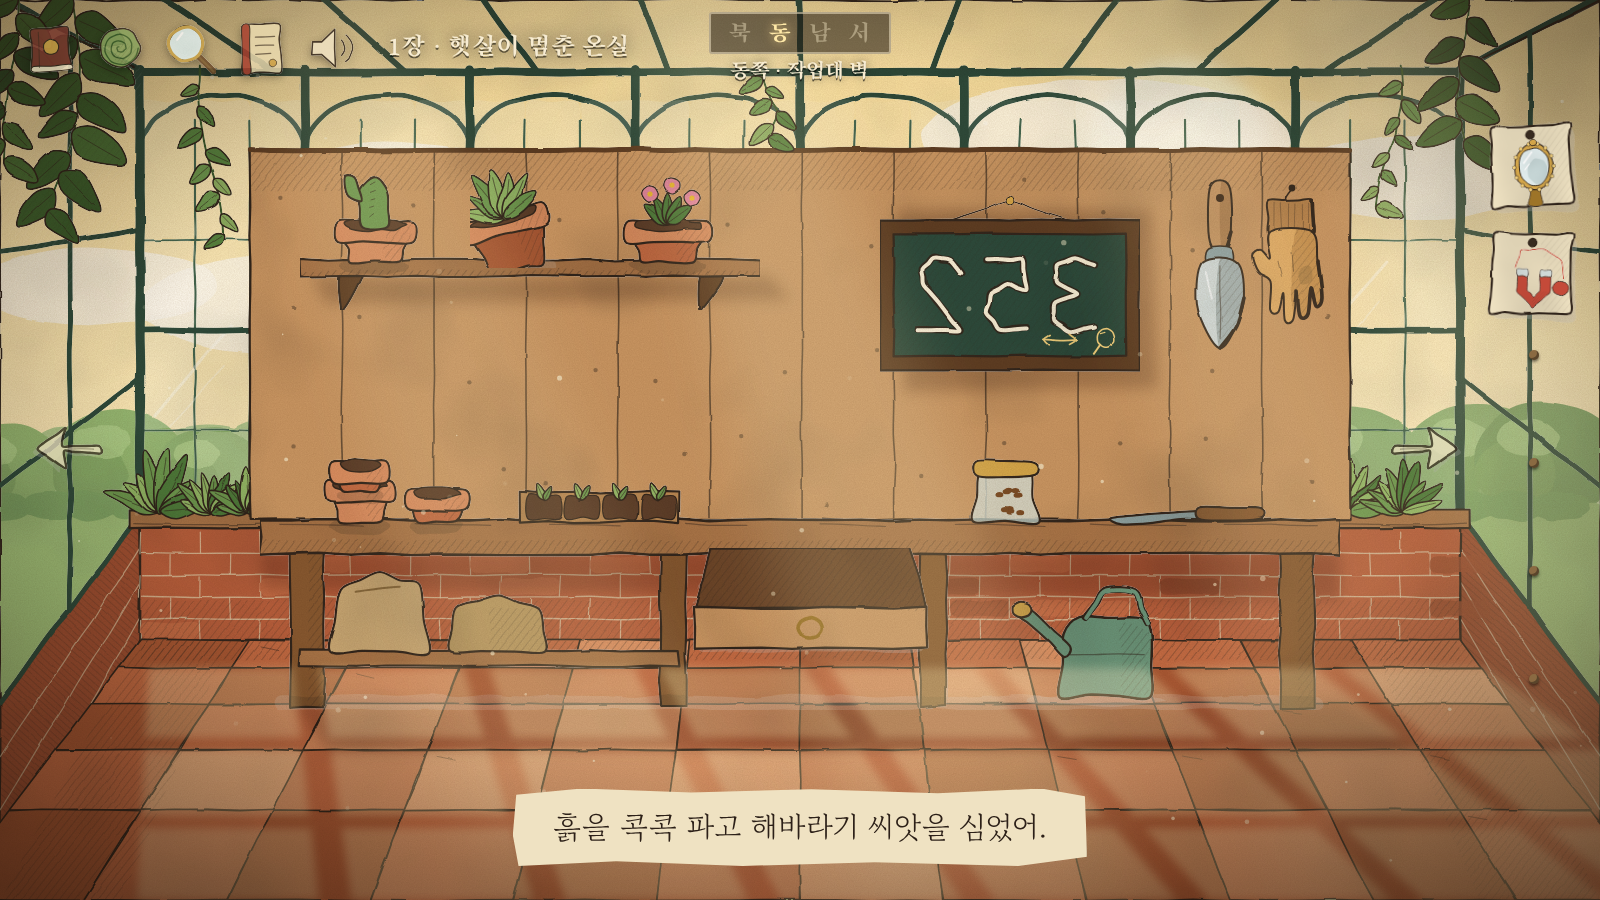 1장 · 햇살이 멈춘 온실
북 동 남 서
동쪽 · 작업대 벽
352
흙을 콕콕 파고 해바라기 씨앗을 심었어.